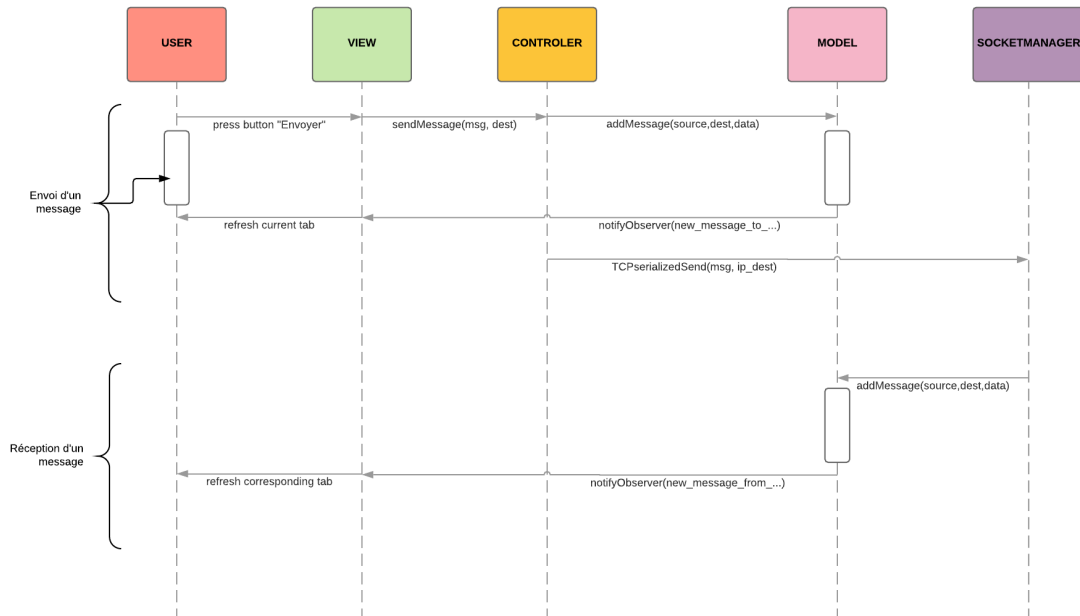 USER
VIEW
CONTROLER
MODEL
SOCKETMANAGER
press button "Envoyer"
sendMessage(msg, dest)
addMessage(source,dest,data)
Envoi d'un
message
refresh current tab
notifyObserver(new_message_to_...)
TCPserializedSend(msg, ip_dest)
addMessage(source,dest,data)
Réception d'un
message
refresh corresponding tab
notifyObserver(new_message_from_...)